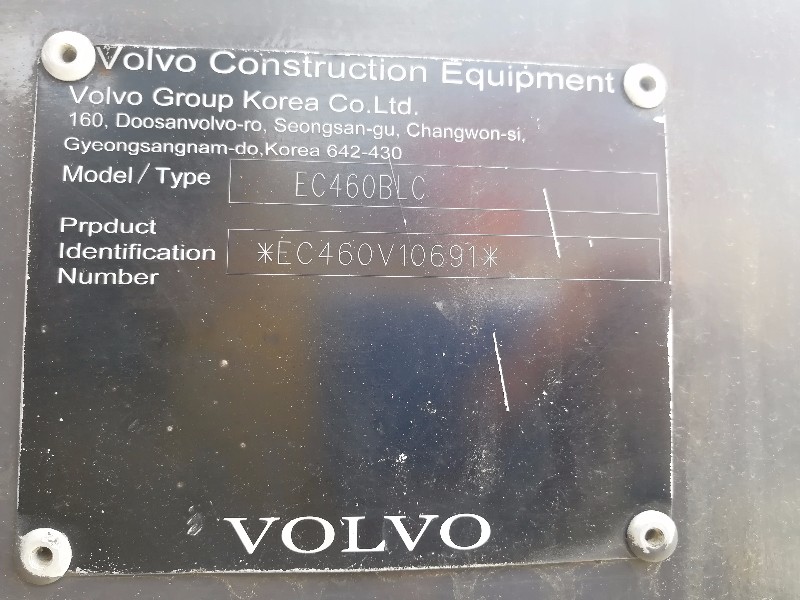 Volvo Construction Equipment
Volvo Group Korea Co.Ltd.
160, Doosanvolvo-ro, Seongsan-gu, Changwon-si,
Gyeongsangnam-do,Korea 642-430
Model/Type EC460BLC
Prpduct
Identification *EC460V10691*
Number
VOLVO